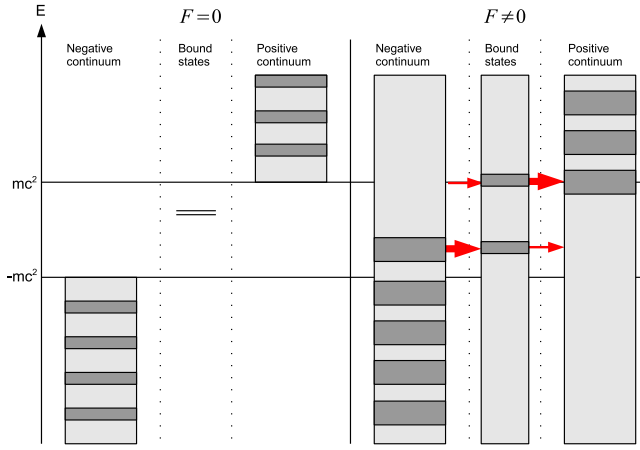 E
F=0
F≠0
Negative
continuum
Bound
states
Positive
continuum
Negative
continuum
Bound
states
Positive
continuum
mc²
-mc²